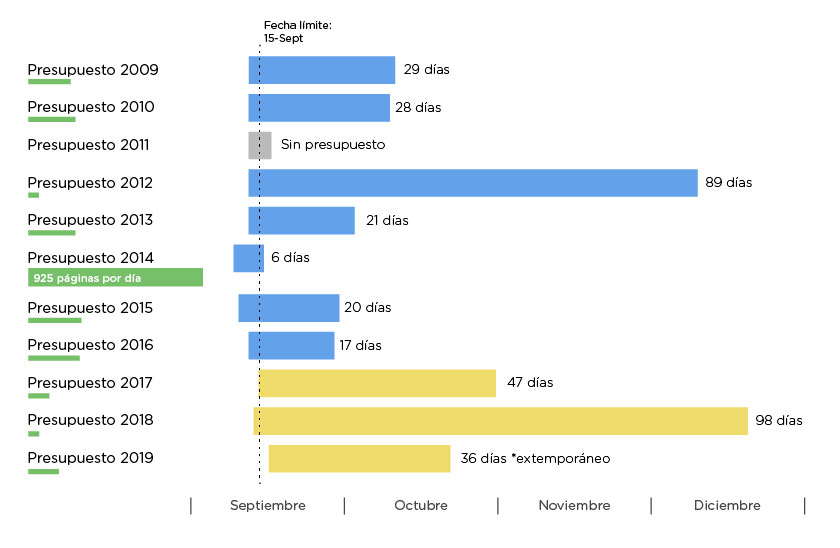 Fecha límite:
15-Sept
Presupuesto 2009
29 días
Presupuesto 2010
28 días
Presupuesto 2011
Sin presupuesto
Presupuesto 2012
89 días
Presupuesto 2013
21 días
Presupuesto 2014
6 días
925 páginas por día
Presupuesto 2015
20 días
Presupuesto 2016
17 días
Presupuesto 2017
47 días
Presupuesto 2018
98 días
Presupuesto 2019
36 días *extemporáneo
Septiembre
Octubre
Noviembre
Diciembre